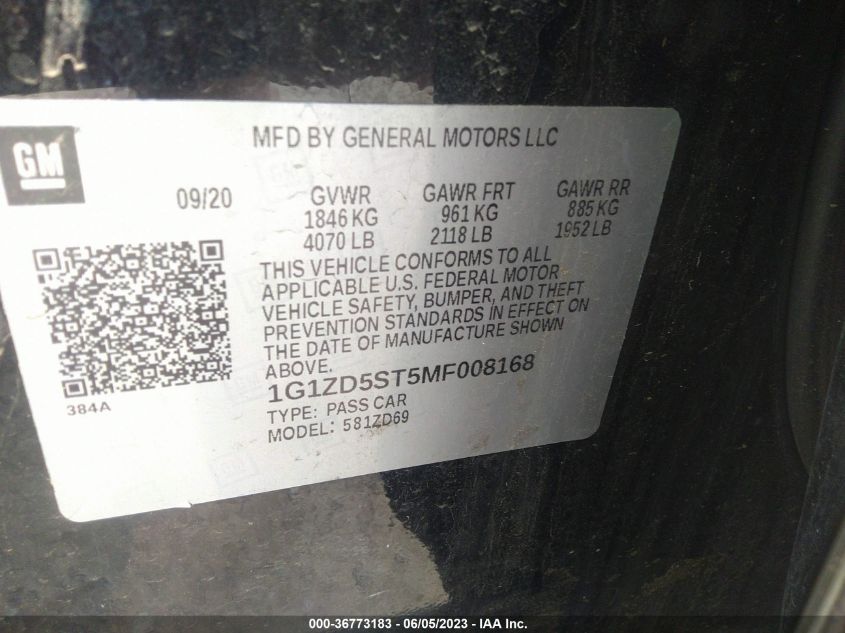 GM
MFD BY GENERAL MOTORS LLC
09/20 GVWR GAWR FRT GAWR RR
1846 KG 961 KG 885 KG
4070 LB 2118 LB 1952 LB
THIS VEHICLE CONFORMS TO ALL
APPLICABLE U.S. FEDERAL MOTOR
VEHICLE SAFETY, BUMPER, AND THEFT
PREVENTION STANDARDS IN EFFECT ON
THE DATE OF MANUFACTURE SHOWN
ABOVE.
1G1ZD5ST5MF008168
384A
TYPE: PASS CAR
MODEL: 581ZD69
000-36773183 - 06/05/2023 - IAA Inc.